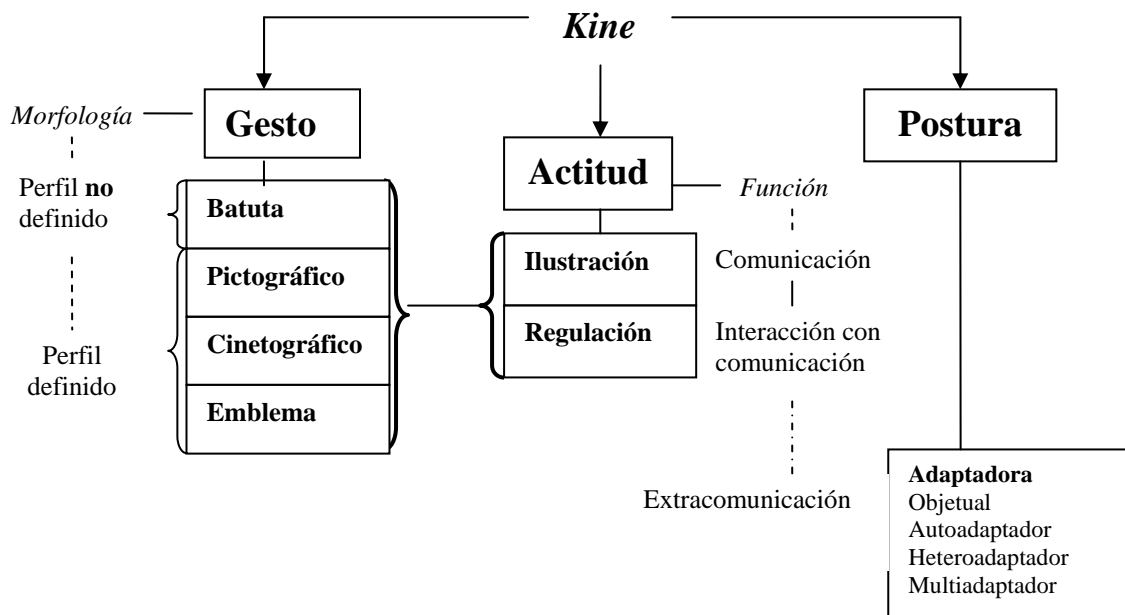 Kine
Morfología
Gesto
Postura
Actitud
Función
Perfil no
definido
Batuta
Pictográfico
Cinetográfico
Emblema
Perfil
definido
Ilustración
Regulación
Comunicación
Interacción con
comunicación
Extracomunicación
Adaptadora
Objetual
Autoadaptador
Heteroadaptador
Multiadaptador